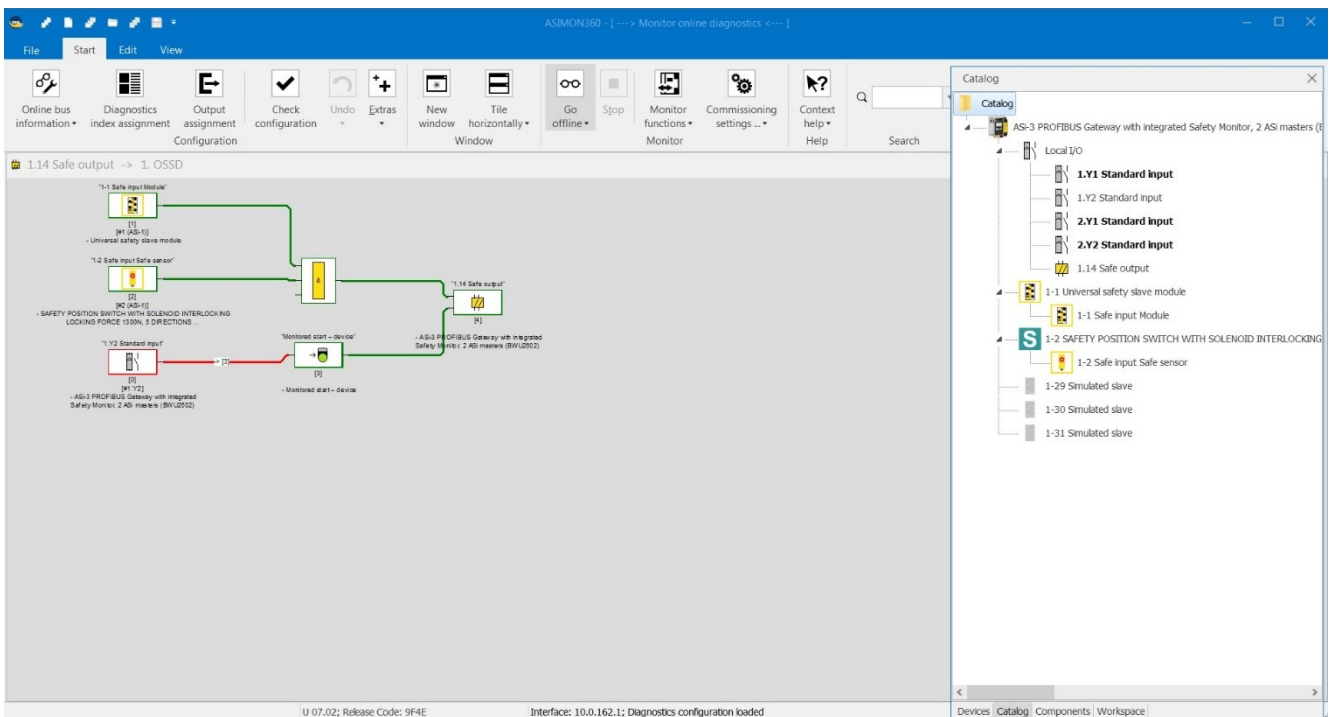 ASIMON360 - [ ---> Monitor online diagnostics <--- ]
File Start Edit View
Online bus information
Diagnostics index assignment
Output assignment
Check configuration
Undo
Extras
New window
Tile horizontally
Go offline
Stop
Monitor functions
Commissioning settings ...
Context help
Configuration
Window
Monitor
Help
Search
1.14 Safe output -> 1. OSSD
"1-1 Safe input Module"
[1]
[#1 (ASi-1)]
- Universal safety slave module
"1-2 Safe input Safe sensor"
[2]
[#2 (ASi-1)]
- SAFETY POSITION SWITCH WITH SOLENOID INTERLOCKING
LOCKING FORCE 1300N, 5 DIRECTIONS ...
"1.Y2 Standard input"
[0]
[#1 Y2]
- ASi-3 PROFIBUS Gateway with integrated
Safety Monitor, 2 ASi masters (BWU2602)
-> [3]
&
"Monitored start – device"
[3]
- Monitored start – device
"1.14 Safe output"
[4]
- ASi-3 PROFIBUS Gateway with integrated
Safety Monitor, 2 ASi masters (BWU2602)
Catalog
Catalog
ASi-3 PROFIBUS Gateway with integrated Safety Monitor, 2 ASi masters
Local I/O
1.Y1 Standard input
1.Y2 Standard input
2.Y1 Standard input
2.Y2 Standard input
1.14 Safe output
1-1 Universal safety slave module
1-1 Safe input Module
S 1-2 SAFETY POSITION SWITCH WITH SOLENOID INTERLOCKING
1-2 Safe input Safe sensor
1-29 Simulated slave
1-30 Simulated slave
1-31 Simulated slave
U 07.02; Release Code: 9F4E
Interface: 10.0.162.1; Diagnostics configuration loaded
Devices Catalog Components Workspace